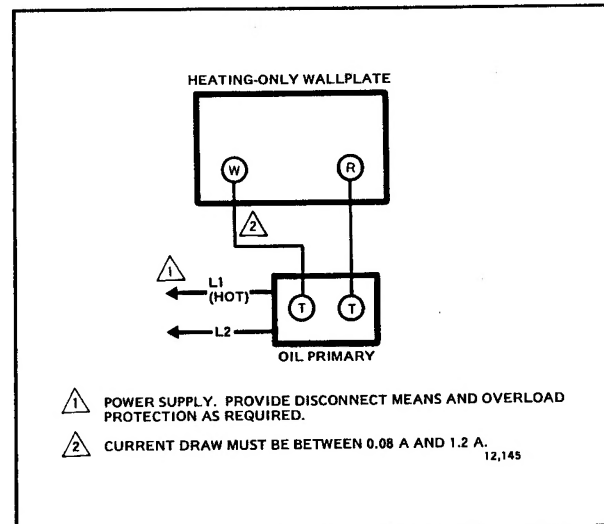 HEATING-ONLY WALLPLATE
W
R
2
1
L1
(HOT)
T
T
L2
OIL PRIMARY
1 POWER SUPPLY. PROVIDE DISCONNECT MEANS AND OVERLOAD
PROTECTION AS REQUIRED.
2 CURRENT DRAW MUST BE BETWEEN 0.08 A AND 1.2 A.
12,145